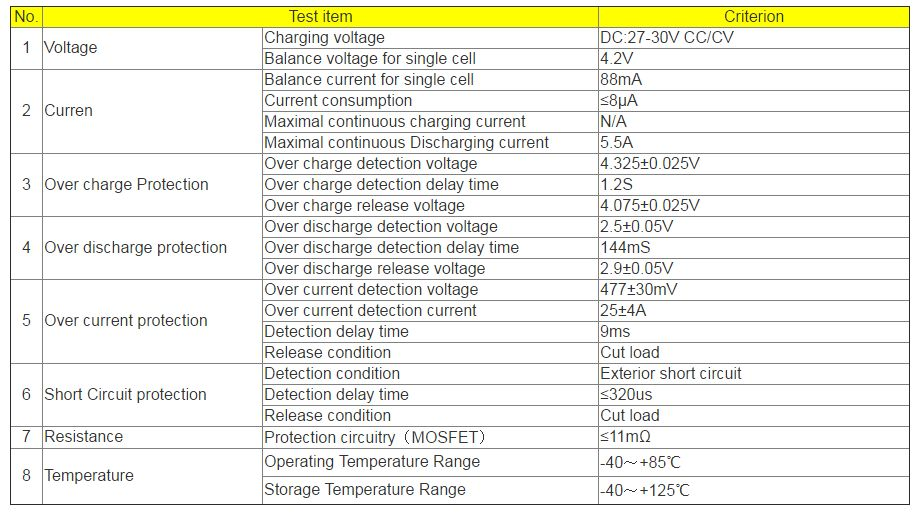 No. Test item Criterion
1 Voltage Charging voltage DC:27-30V CC/CV
Balance voltage for single cell 4.2V
2 Curren Balance current for single cell 88mA
Current consumption ≤8μA
Maximal continuous charging current N/A
Maximal continuous Discharging current 5.5A
3 Over charge Protection Over charge detection voltage 4.325±0.025V
Over charge detection delay time 1.2S
Over charge release voltage 4.075±0.025V
4 Over discharge protection Over discharge detection voltage 2.5±0.05V
Over discharge detection delay time 144mS
Over discharge release voltage 2.9±0.05V
5 Over current protection Over current detection voltage 477±30mV
Over current detection current 25±4A
Detection delay time 9ms
Release condition Cut load
6 Short Circuit protection Detection condition Exterior short circuit
Detection delay time ≤320us
Release condition Cut load
7 Resistance Protection circuitry（MOSFET） ≤11mΩ
8 Temperature Operating Temperature Range -40～+85℃
Storage Temperature Range -40～+125℃